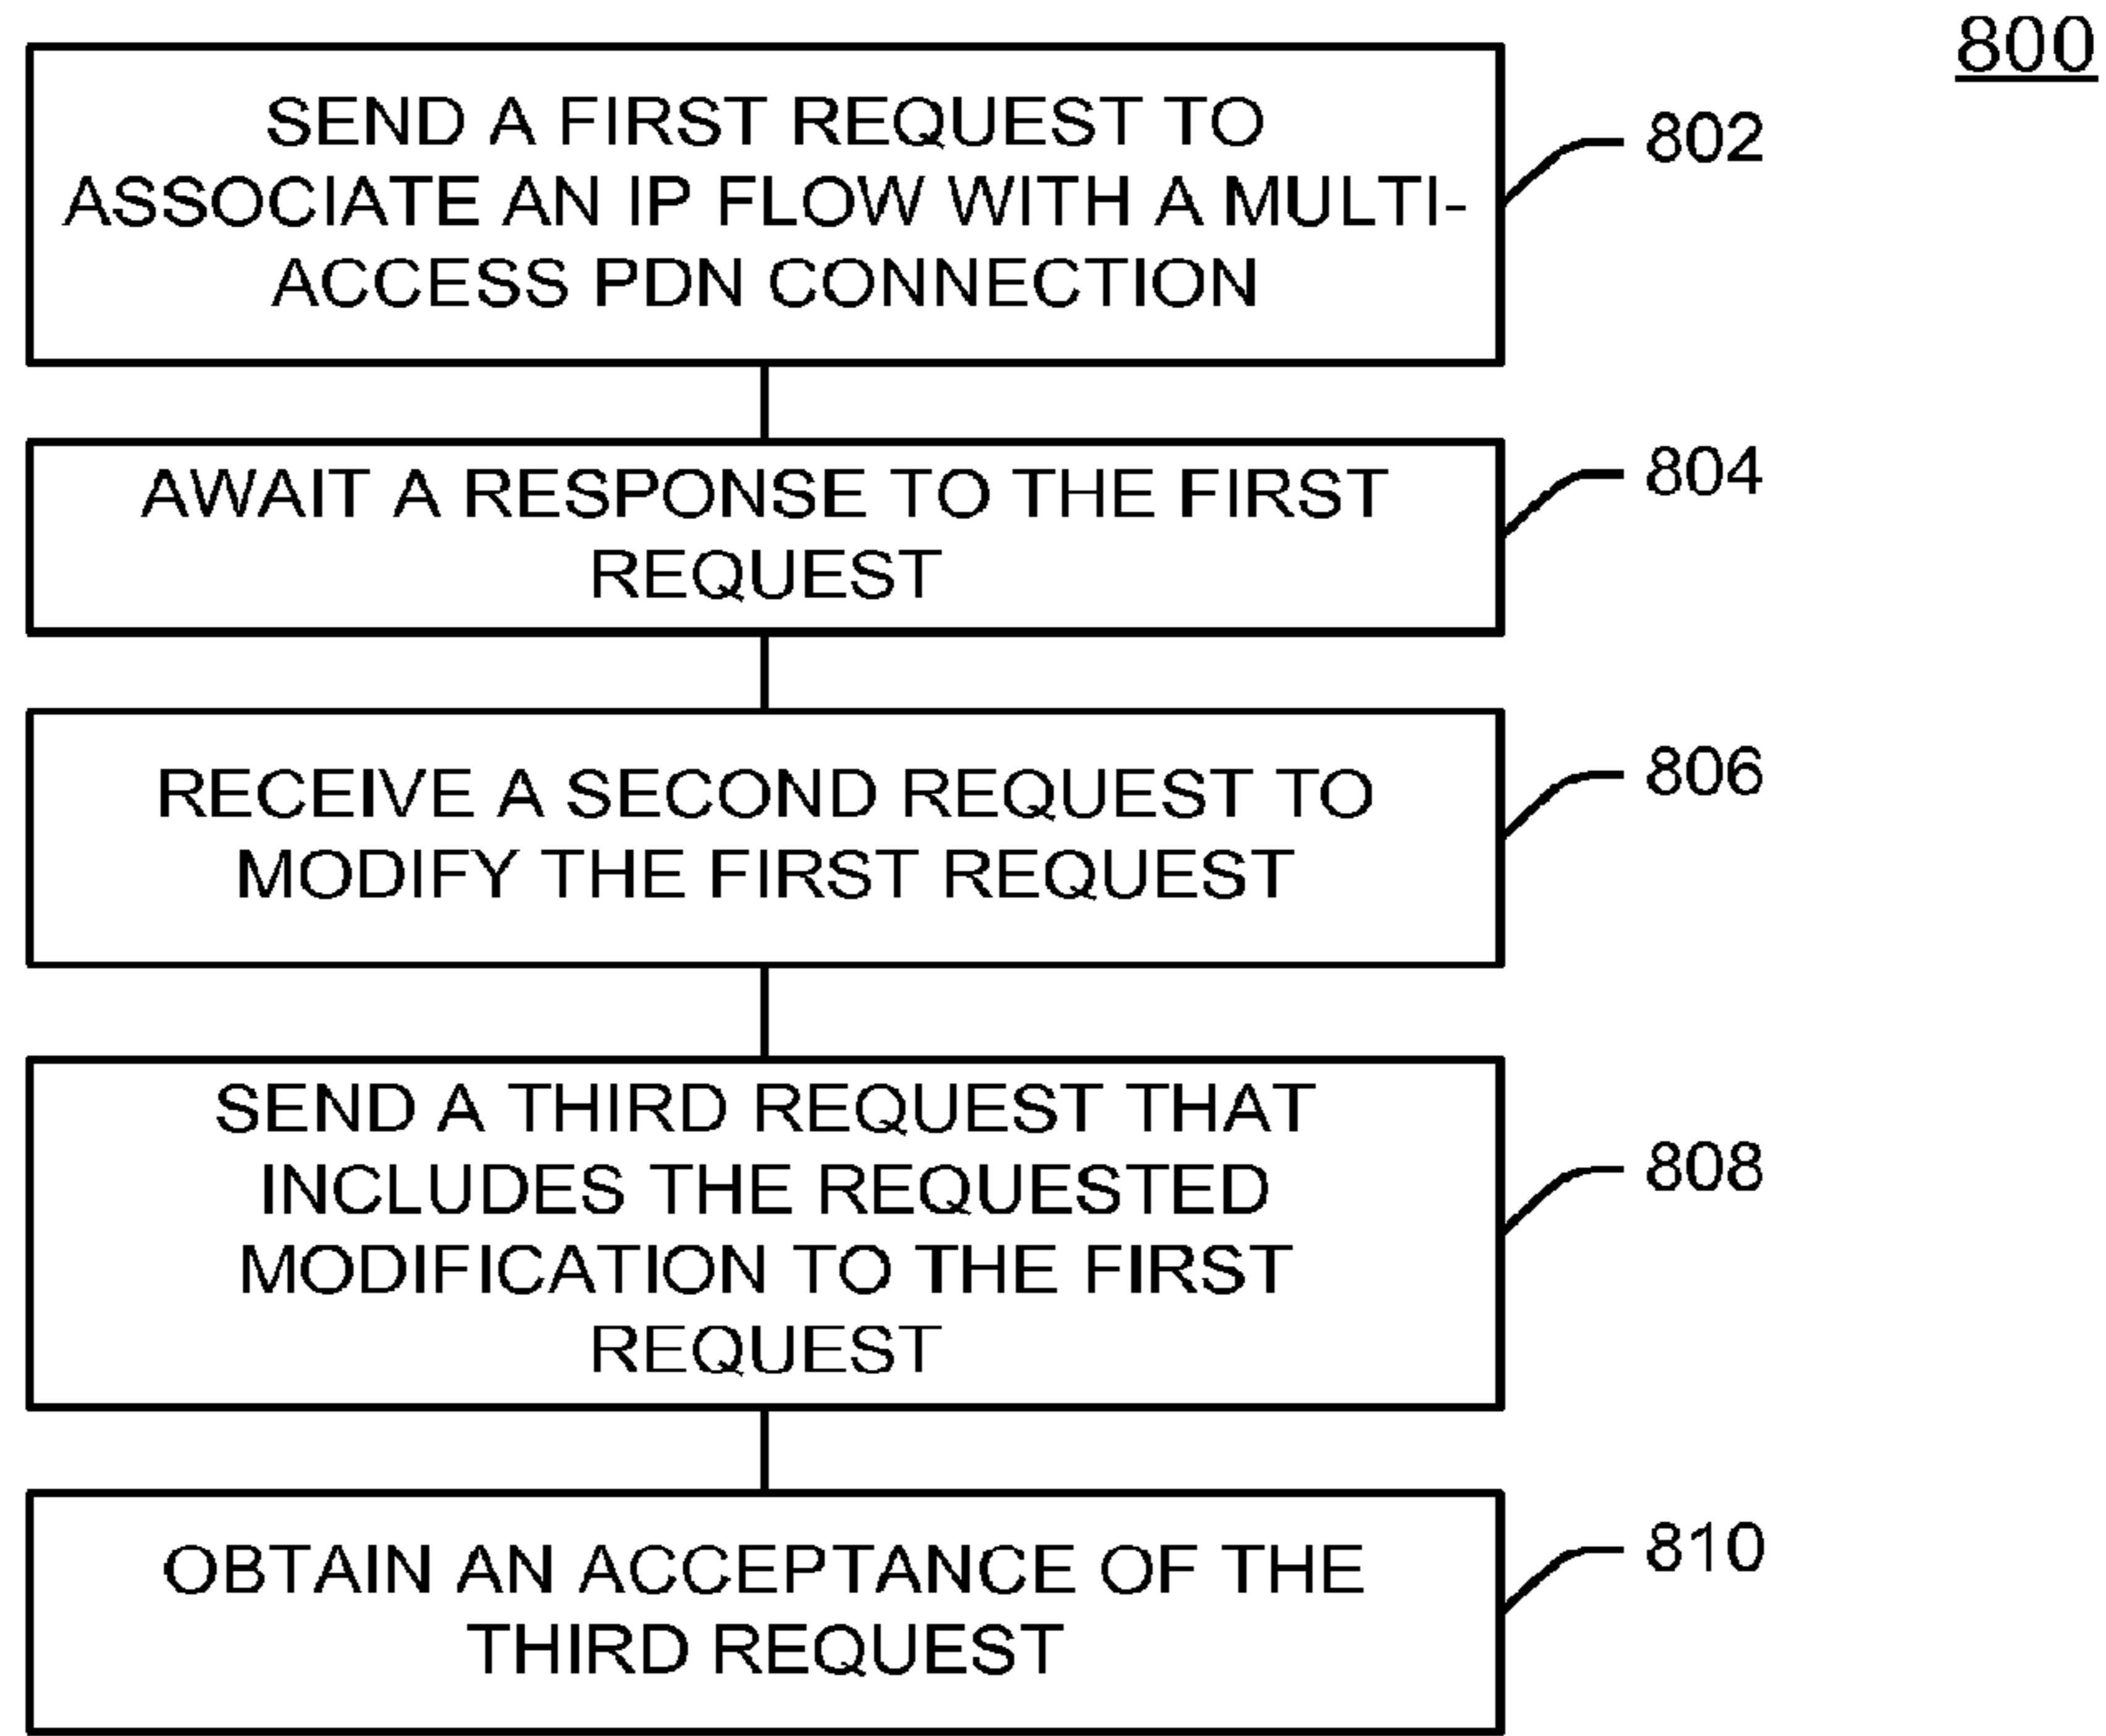 800
SEND A FIRST REQUEST TO
ASSOCIATE AN IP FLOW WITH A MULTI-
ACCESS PDN CONNECTION
802
AWAIT A RESPONSE TO THE FIRST
REQUEST
804
RECEIVE A SECOND REQUEST TO
MODIFY THE FIRST REQUEST
806
SEND A THIRD REQUEST THAT
INCLUDES THE REQUESTED
MODIFICATION TO THE FIRST
REQUEST
808
OBTAIN AN ACCEPTANCE OF THE
THIRD REQUEST
810